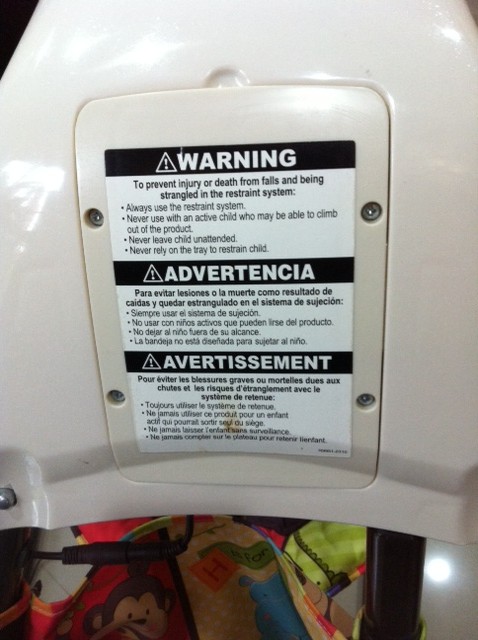 WARNING
To prevent injury or death from falls and being
strangled in the restraint system:
• Always use the restraint system.
• Never use with an active child who may be able to climb
out of the product.
• Never leave child unattended.
• Never rely on the tray to restrain child.
ADVERTENCIA
Para evitar lesiones o la muerte como resultado de
caidas y quedar estrangulado en el sistema de sujeción:
• Siempre usar el sistema de sujeción.
• No usar con niños activos que pueden lirse del producto.
• No dejar al niño fuera de su alcance.
• La bandeja no está diseñada para sujetar al niño.
AVERTISSEMENT
Pour éviter les blessures graves ou mortelles dues aux
chutes et les risques d'étranglement avec le
système de retenue:
• Toujours utiliser le système de retenue.
• Ne jamais utiliser ce produit pour un enfant
actif qui pourrait sortir seul du siège.
• Ne jamais laisser l'enfant sans surveillance.
• Ne jamais compter sur le plateau pour retenir l'enfant.
H